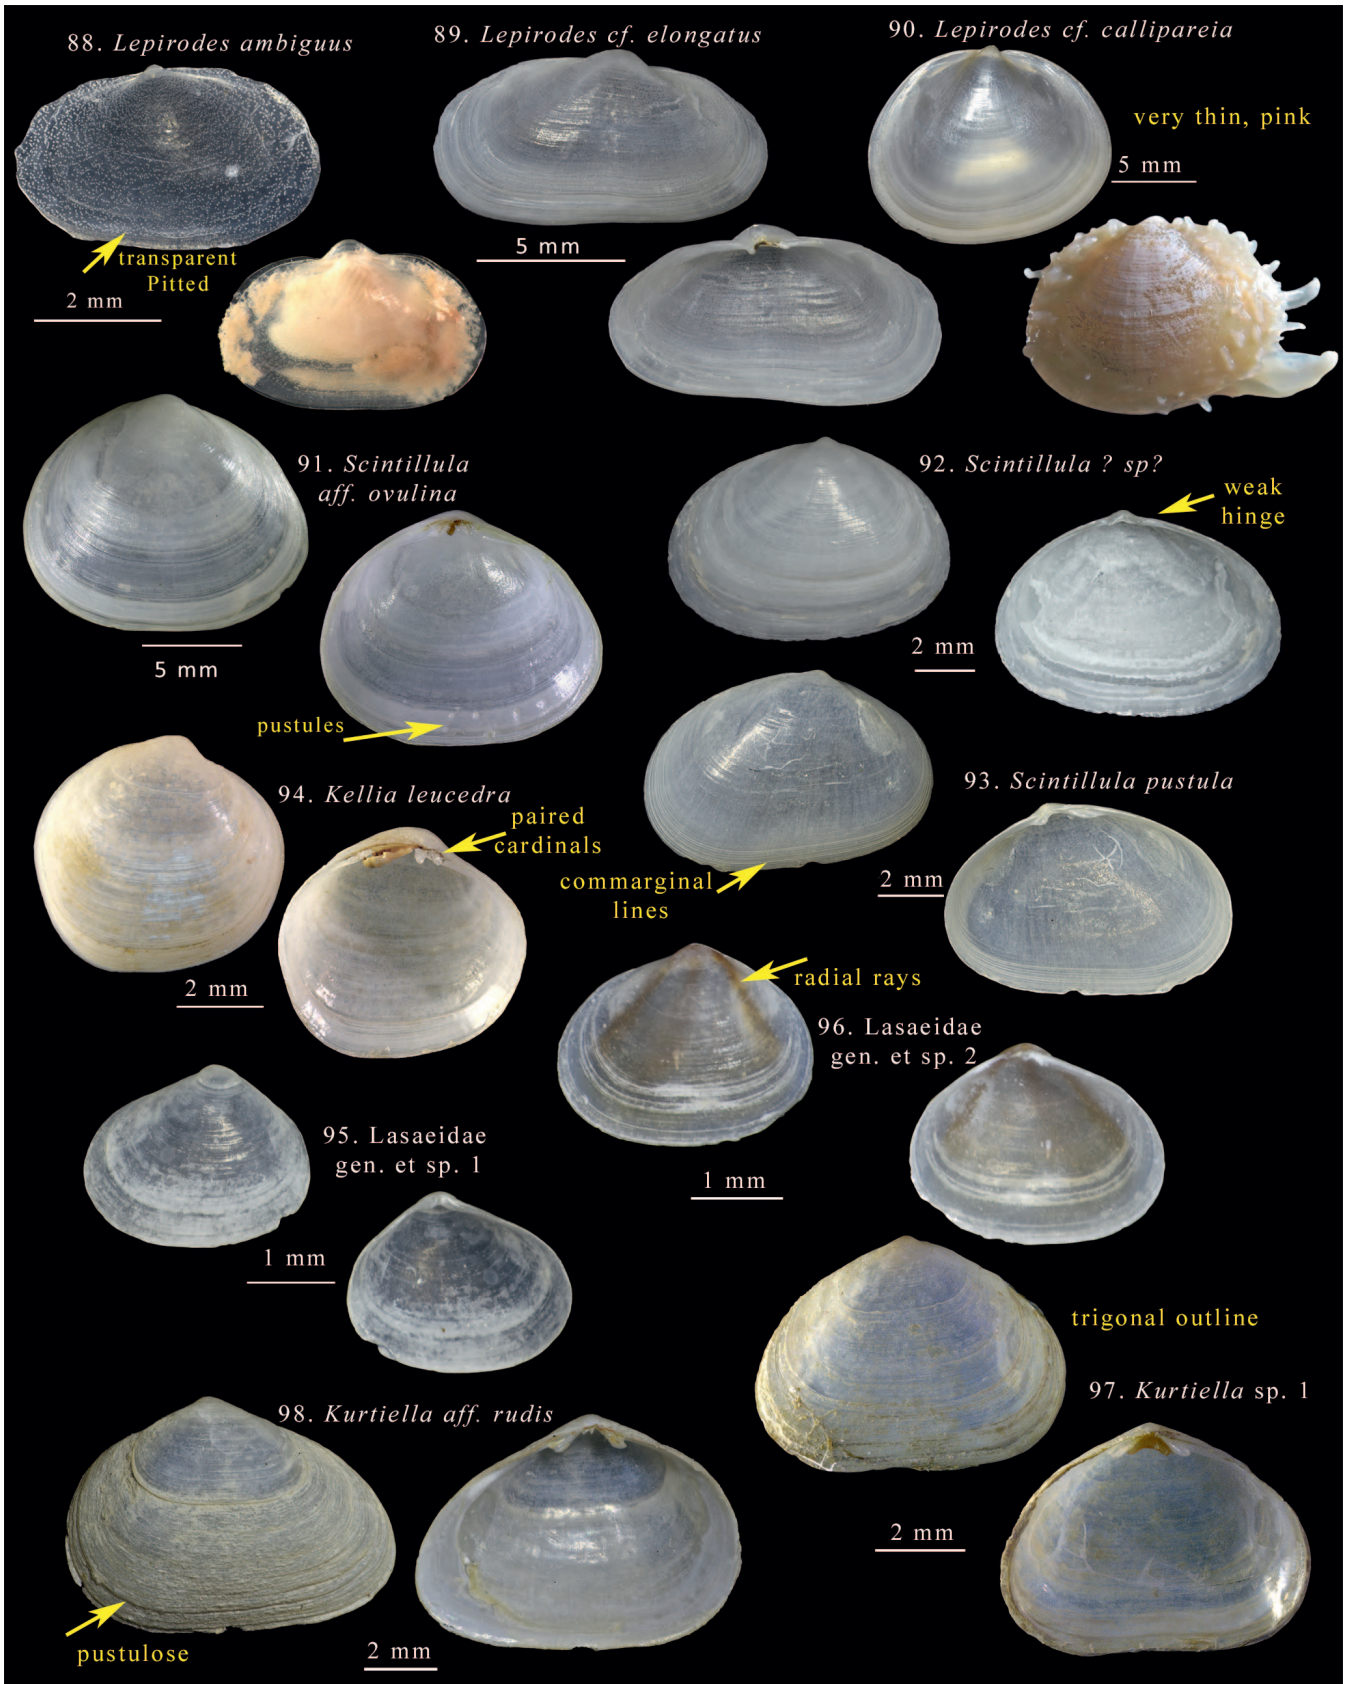 88. Lepirodes ambiguus
89. Lepirodes cf. elongatus
90. Lepirodes cf. callipareia
very thin, pink
5 mm
transparent
Pitted
2 mm
5 mm
91. Scintillula
aff. ovulina
92. Scintillula ? sp?
weak
hinge
5 mm
2 mm
pustules
93. Scintillula pustula
94. Kellia leucedra
paired
cardinals
commarginal
lines
2 mm
2 mm
radial rays
96. Lasaeidae
gen. et sp. 2
95. Lasaeidae
gen. et sp. 1
1 mm
1 mm
trigonal outline
97. Kurtiella sp. 1
98. Kurtiella aff. rudis
2 mm
pustulose
2 mm